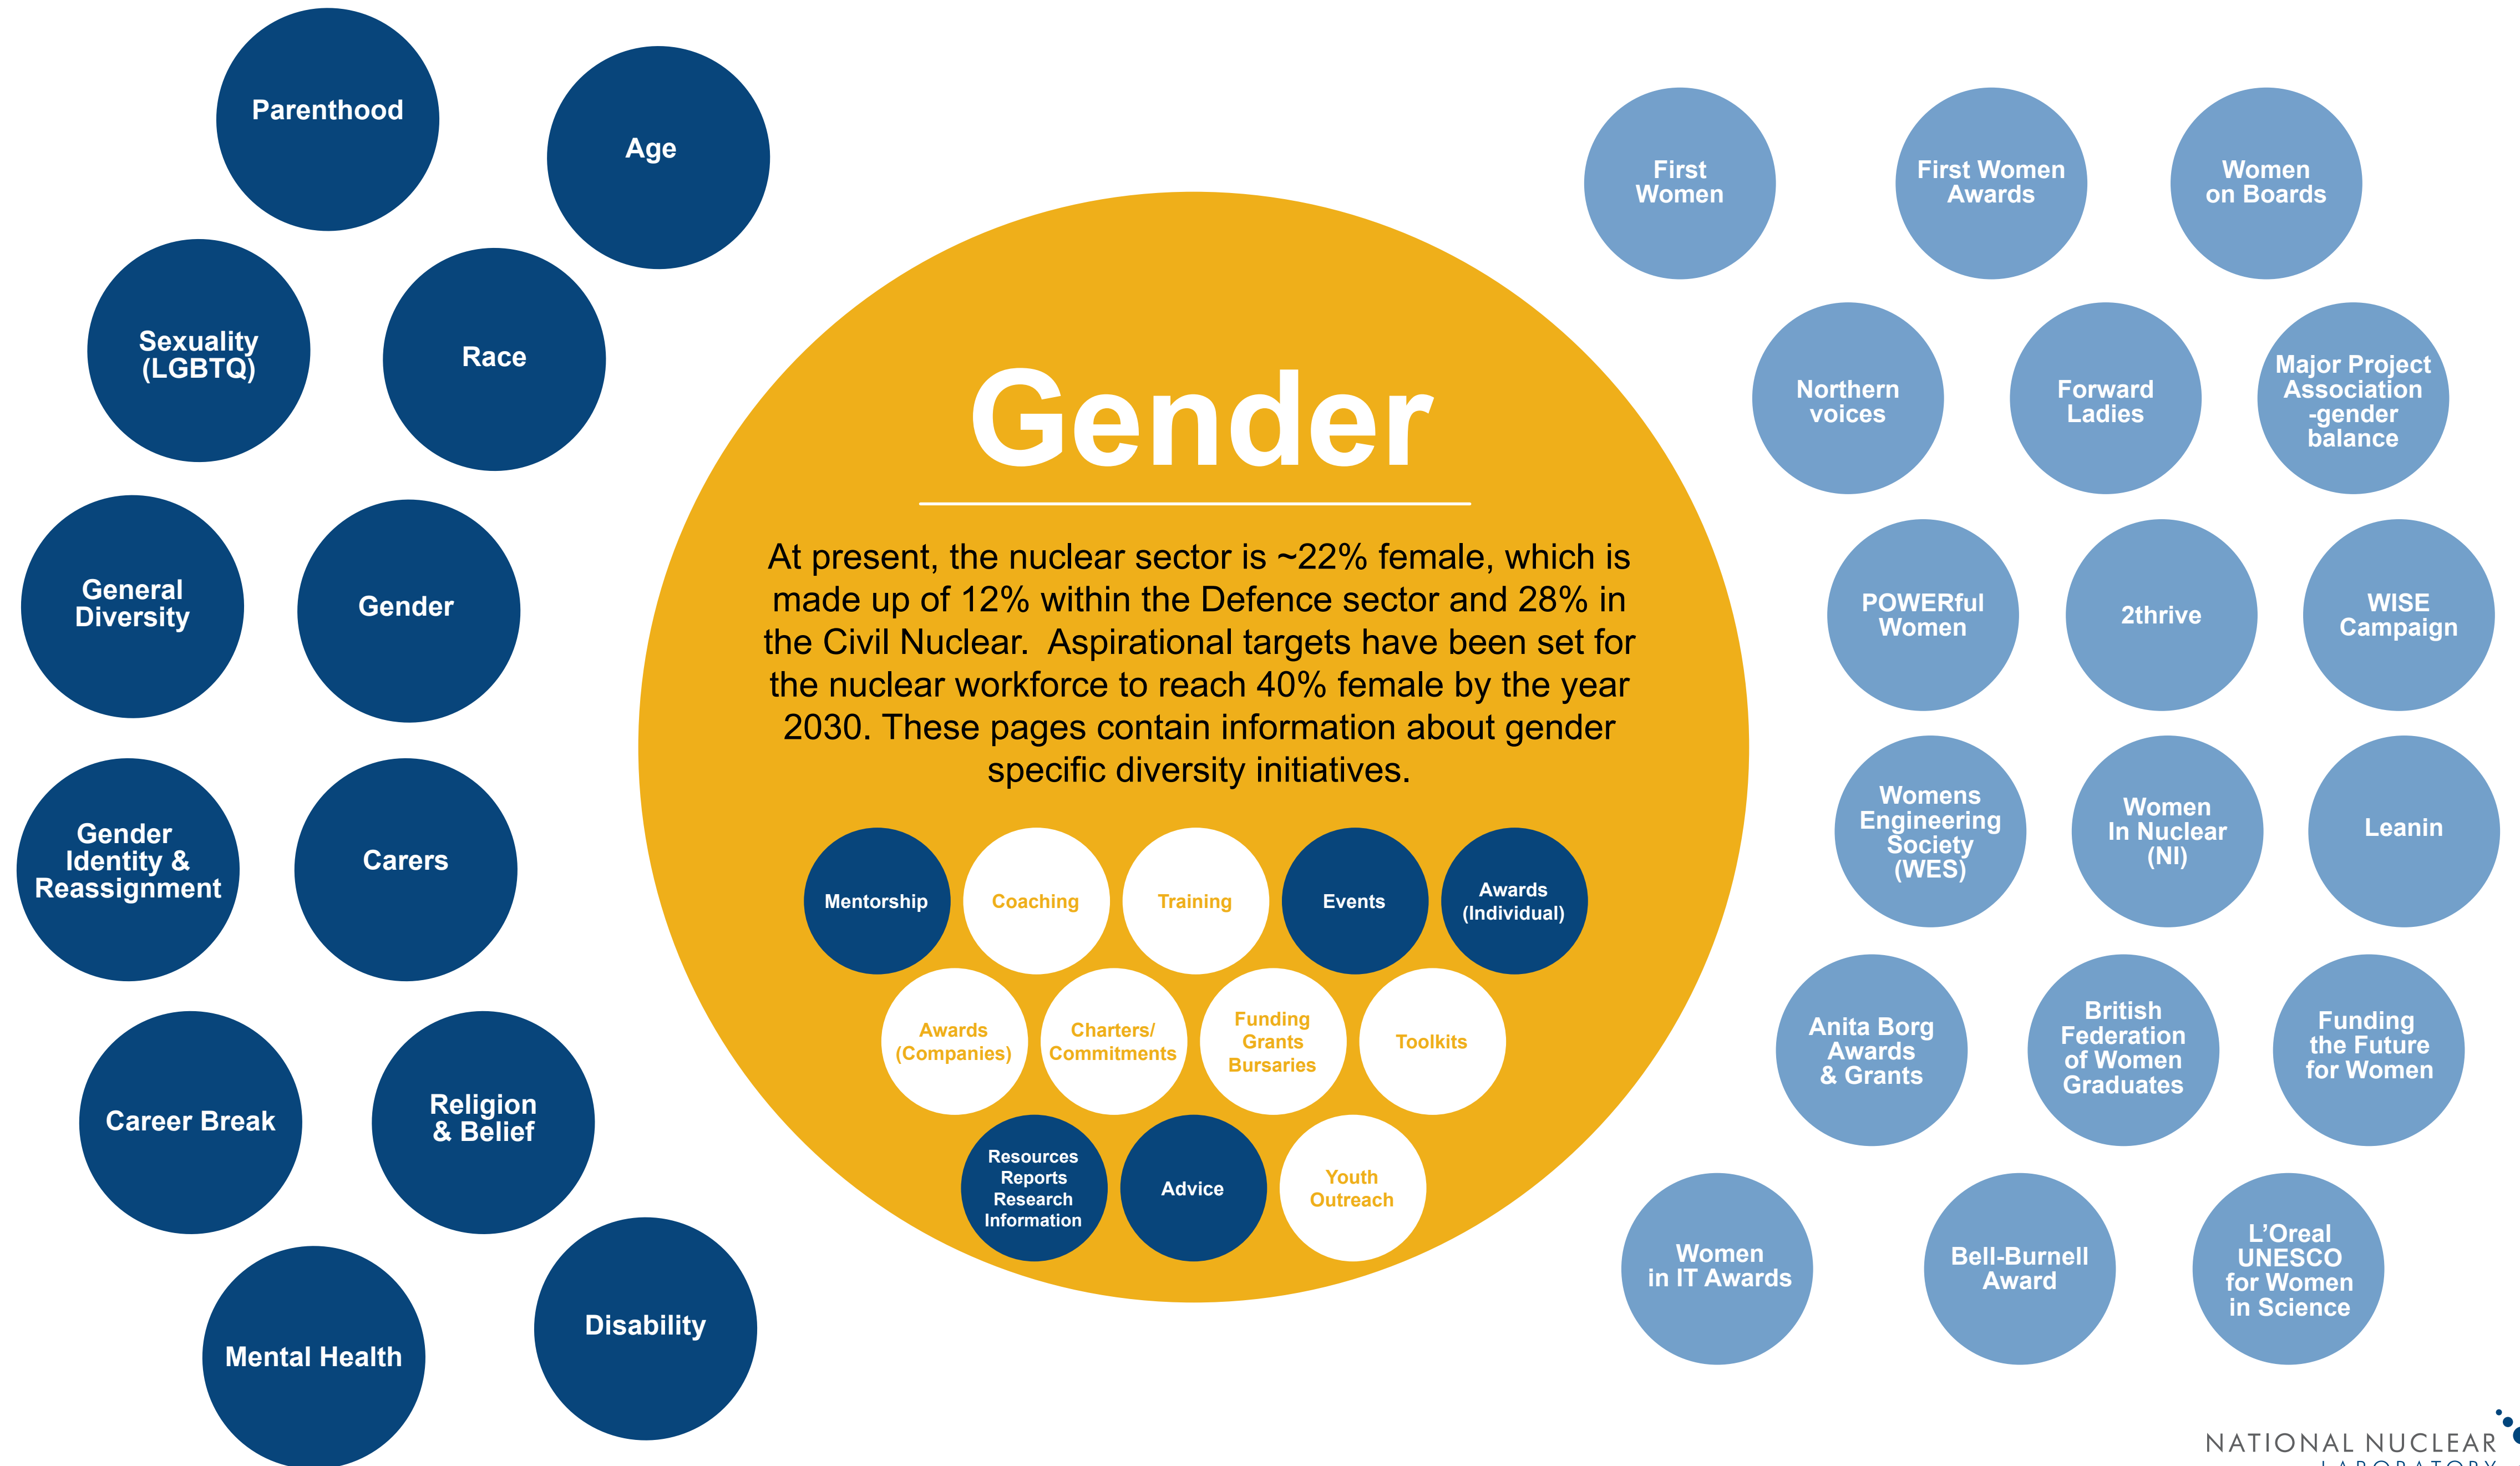 Parenthood
Age
Sexuality
(LGBTQ)
Race
General
Diversity
Gender
Gender
Identity &
Reassignment
Carers
Career Break
Religion
& Belief
Mental Health
Disability
Gender
At present, the nuclear sector is ~22% female, which is
made up of 12% within the Defence sector and 28% in
the Civil Nuclear.  Aspirational targets have been set for
the nuclear workforce to reach 40% female by the year
2030. These pages contain information about gender
specific diversity initiatives.
Mentorship
Coaching
Training
Events
Awards
(Individual)
Awards
(Companies)
Charters/
Commitments
Funding
Grants
Bursaries
Toolkits
Resources
Reports
Research
Information
Advice
Youth
Outreach
First
Women
First Women
Awards
Women
on Boards
Northern
voices
Forward
Ladies
Major Project
Association
-gender
balance
POWERful
Women
2thrive
WISE
Campaign
Womens
Engineering
Society
(WES)
Women
In Nuclear
(NI)
Leanin
Anita Borg
Awards
& Grants
British
Federation
of Women
Graduates
Funding
the Future
for Women
Women
in IT Awards
Bell-Burnell
Award
L’Oreal
UNESCO
for Women
in Science
NATIONAL NUCLEAR
LABORATORY